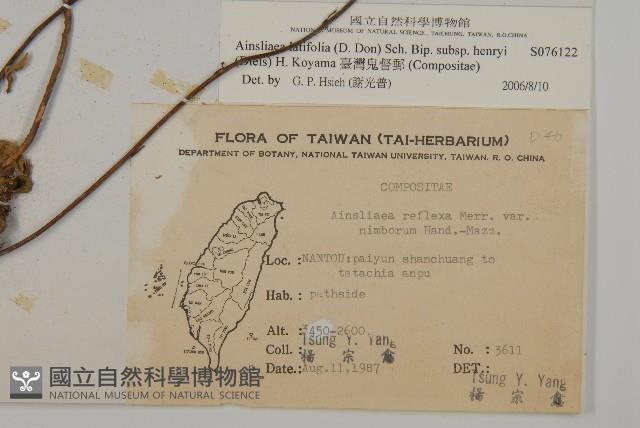 國立自然科學博物館
NATIONAL MUSEUM OF NATURAL SCIENCE, TAICHUNG, TAIWAN, R.O.CHINA
Ainsliaea latifolia (D. Don) Sch. Bip. subsp. henryi S076122
(Diels) H. Koyama 臺灣鬼督郵 (Compositae)
Det. by G. P. Hsieh (謝光普) 2006/8/10
D 46
FLORA OF TAIWAN (TAI-HERBARIUM)
DEPARTMENT OF BOTANY, NATIONAL TAIWAN UNIVERSITY, TAIWAN, R. O. CHINA
COMPOSITAE
Ainsliaea reflexa Merr. var.
nimborum Hand.-Mazz.
Loc.: NANTOU:paiyun shanchuang to
tatachia anpu
Hab.: pathside
Alt.: 3450-2600.
Coll.: Tsung Y. Yang No.: 3611
楊宗愈
Date.: Aug.11,1987 DET.: Tsung Y. Yang
楊宗愈
國立自然科學博物館
NATIONAL MUSEUM OF NATURAL SCIENCE